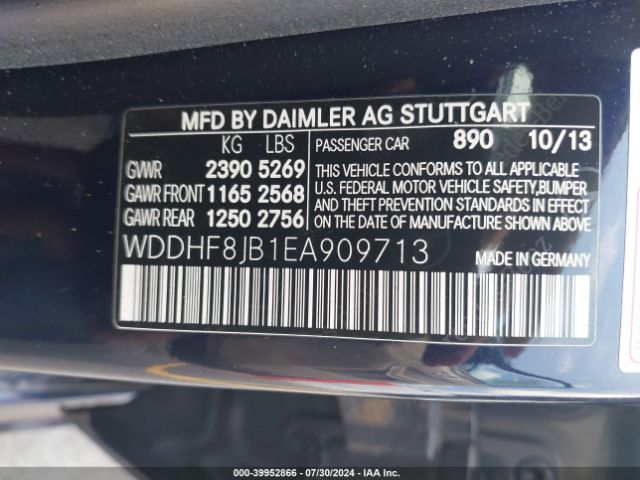 MFD BY DAIMLER AG STUTTGART
KG LBS PASSENGER CAR 890 10/13
GVWR 2390 5269
GAWR FRONT 1165 2568
GAWR REAR 1250 2756
THIS VEHICLE CONFORMS TO ALL APPLICABLE
U.S. FEDERAL MOTOR VEHICLE SAFETY,BUMPER
AND THEFT PREVENTION STANDARDS IN EFFECT
ON THE DATE OF MANUFACTURE SHOWN ABOVE.
WDDHF8JB1EA909713
MADE IN GERMANY
000-39952866 / 07/30/2024 - IAA Inc.